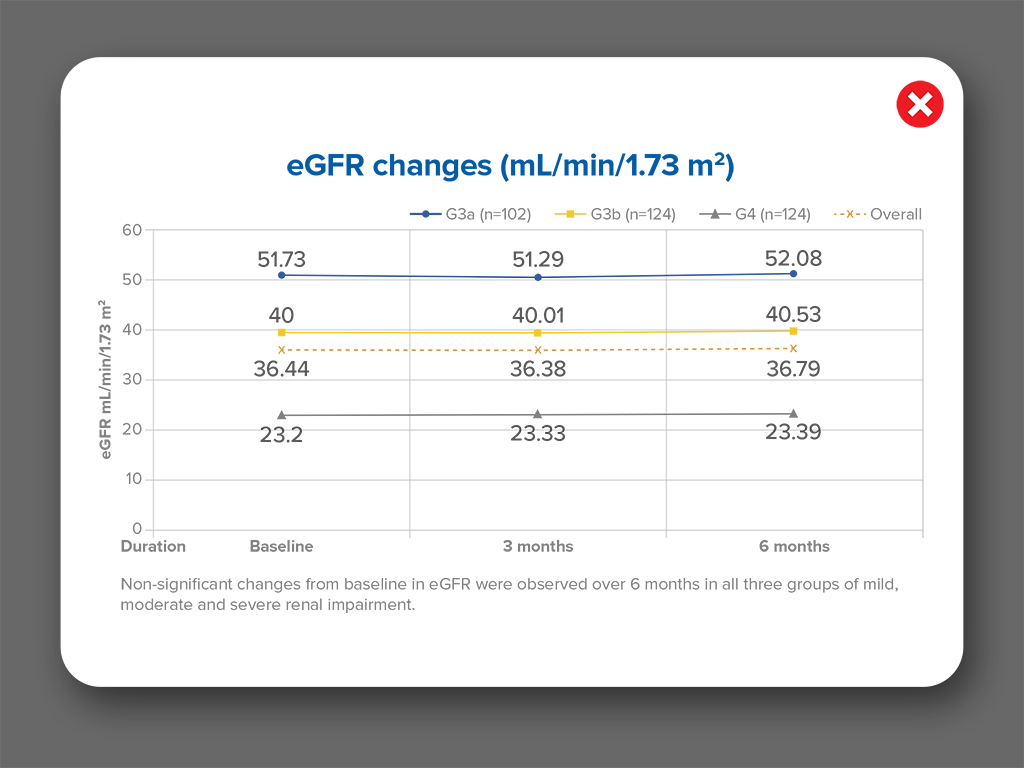 eGFR changes (mL/min/1.73 m²)
G3a (n=102) G3b (n=124) G4 (n=124) Overall
60
51.73 51.29 52.08
50
40 40.01 40.53
40
36.44 36.38 36.79
30
23.2 23.33 23.39
20
10
0
eGFR mL/min/1.73 m²
Duration Baseline 3 months 6 months
Non-significant changes from baseline in eGFR were observed over 6 months in all three groups of mild,
moderate and severe renal impairment.